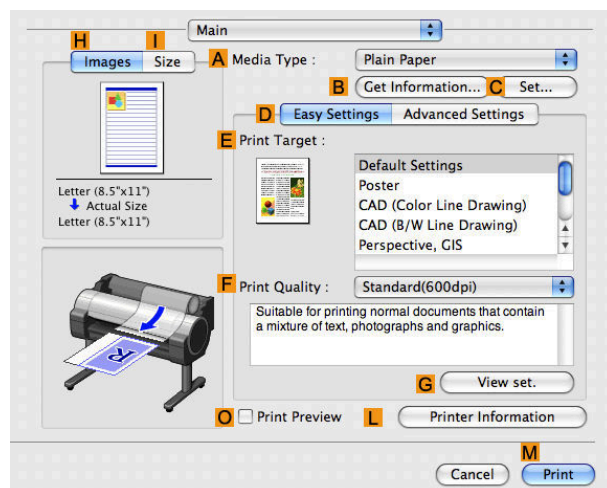 Main
H I
Images Size
A Media Type : Plain Paper
B Get Information... C Set...
D Easy Settings Advanced Settings
E Print Target :
Default Settings
Poster
CAD (Color Line Drawing)
CAD (B/W Line Drawing)
Perspective, GIS
Letter (8.5"x11")
Actual Size
Letter (8.5"x11")
F Print Quality : Standard(600dpi)
Suitable for printing normal documents that contain
a mixture of text, photographs and graphics.
R
G View set.
O Print Preview L Printer Information
M
Cancel Print